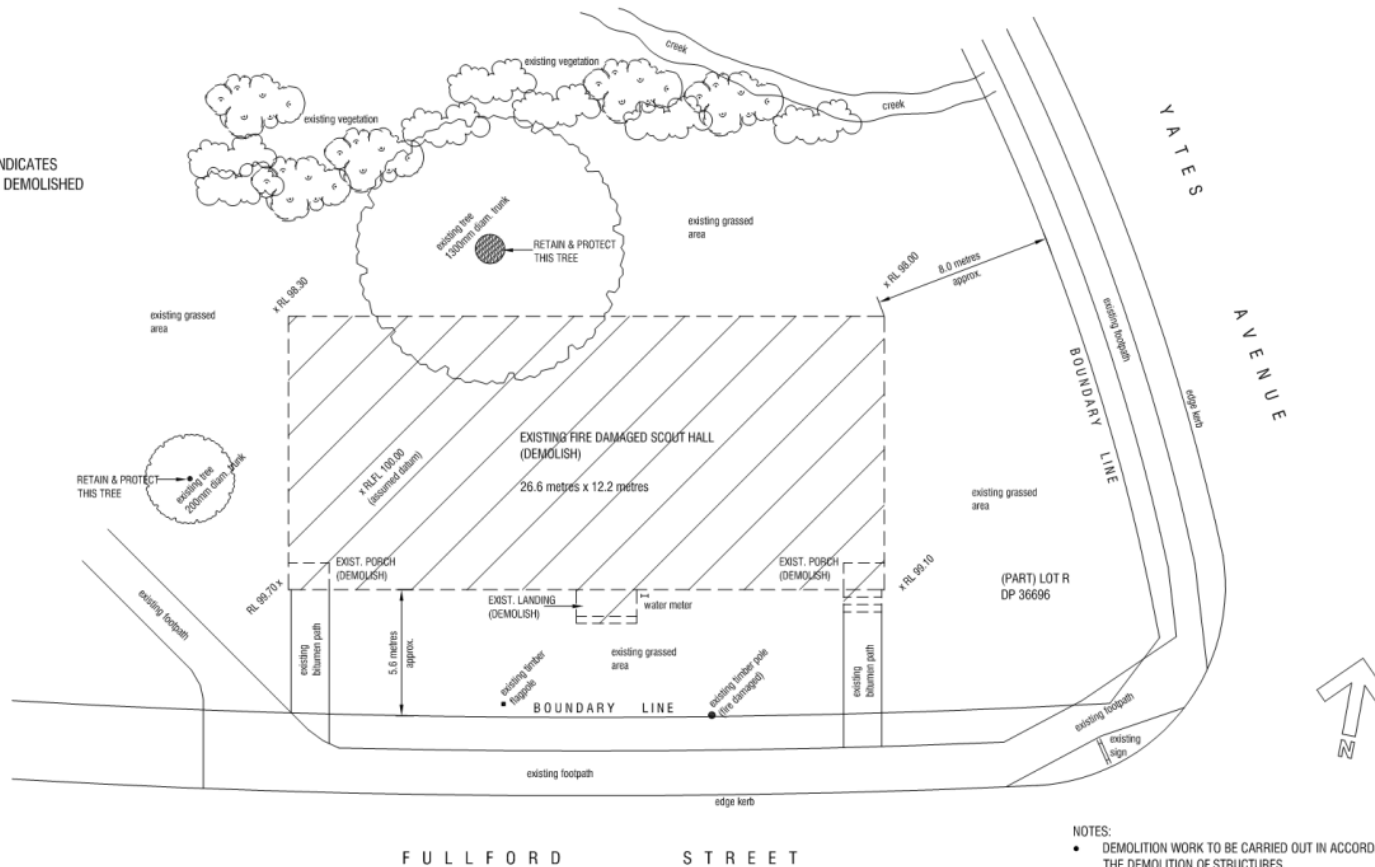 creek
existing vegetation
creek
existing vegetation
YATES
AVENUE
NDICATES
DEMOLISHED
existing tree
1300mm diam. trunk
RETAIN & PROTECT
THIS TREE
existing grassed
area
x RL 98.00
8.0 metres
approx.
x RL 98.30
existing grassed
area
existing footpath
BOUNDARY LINE
edge kerb
EXISTING FIRE DAMAGED SCOUT HALL
(DEMOLISH)
26.6 metres x 12.2 metres
x RLFL 100.00
(assumed datum)
RETAIN & PROTECT
THIS TREE
existing tree
200mm diam. trunk
existing grassed
area
EXIST. PORCH
(DEMOLISH)
EXIST. PORCH
(DEMOLISH)
x RL 99.10
(PART) LOT R
DP 36696
RL 99.70 x
EXIST. LANDING
(DEMOLISH)
water meter
existing footpath
existing
bitumen path
5.6 metres
approx.
existing grassed
area
existing timber
flagpole
existing timber pole
(fire damaged)
existing
bitumen path
BOUNDARY LINE
existing footpath
existing
sign
N
existing footpath
edge kerb
FULLFORD STREET
NOTES:
• DEMOLITION WORK TO BE CARRIED OUT IN ACCORD
THE DEMOLITION OF STRUCTURES